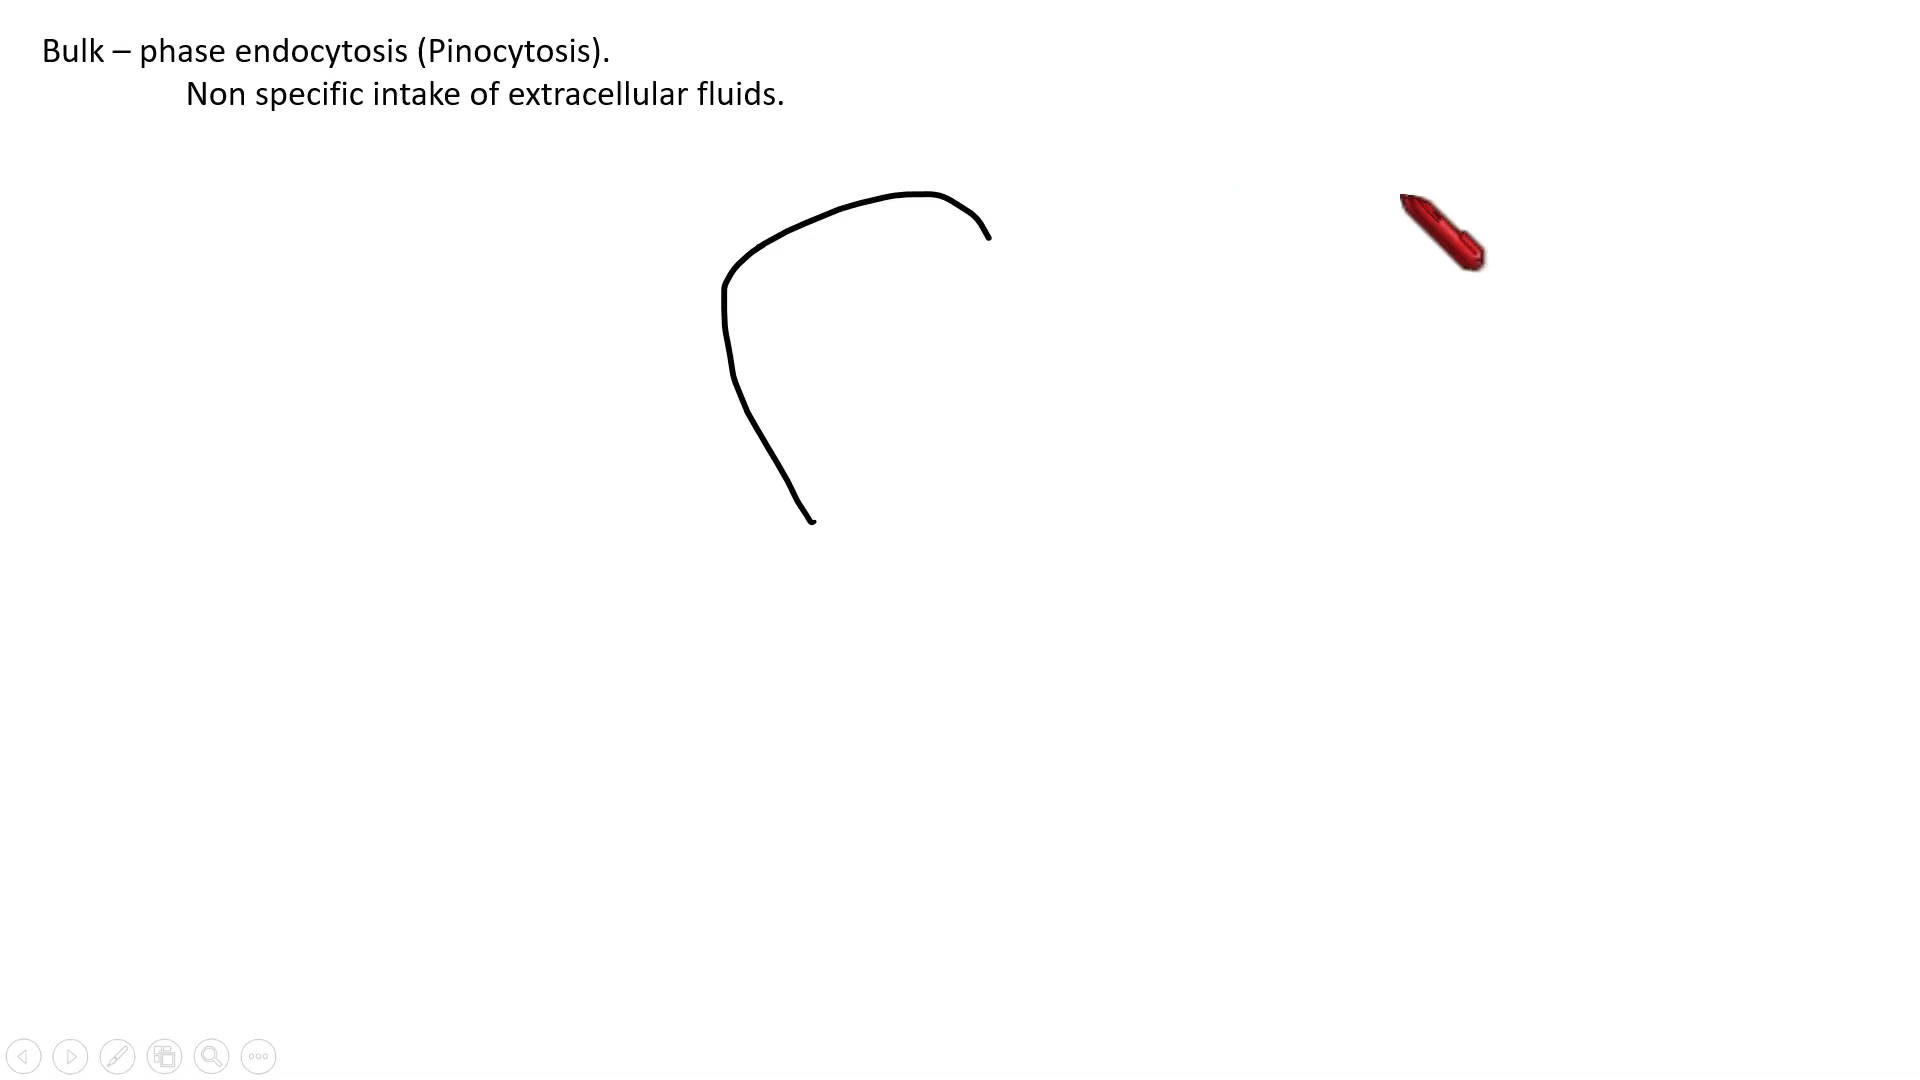 Bulk – phase endocytosis (Pinocytosis).
Non specific intake of extracellular fluids.